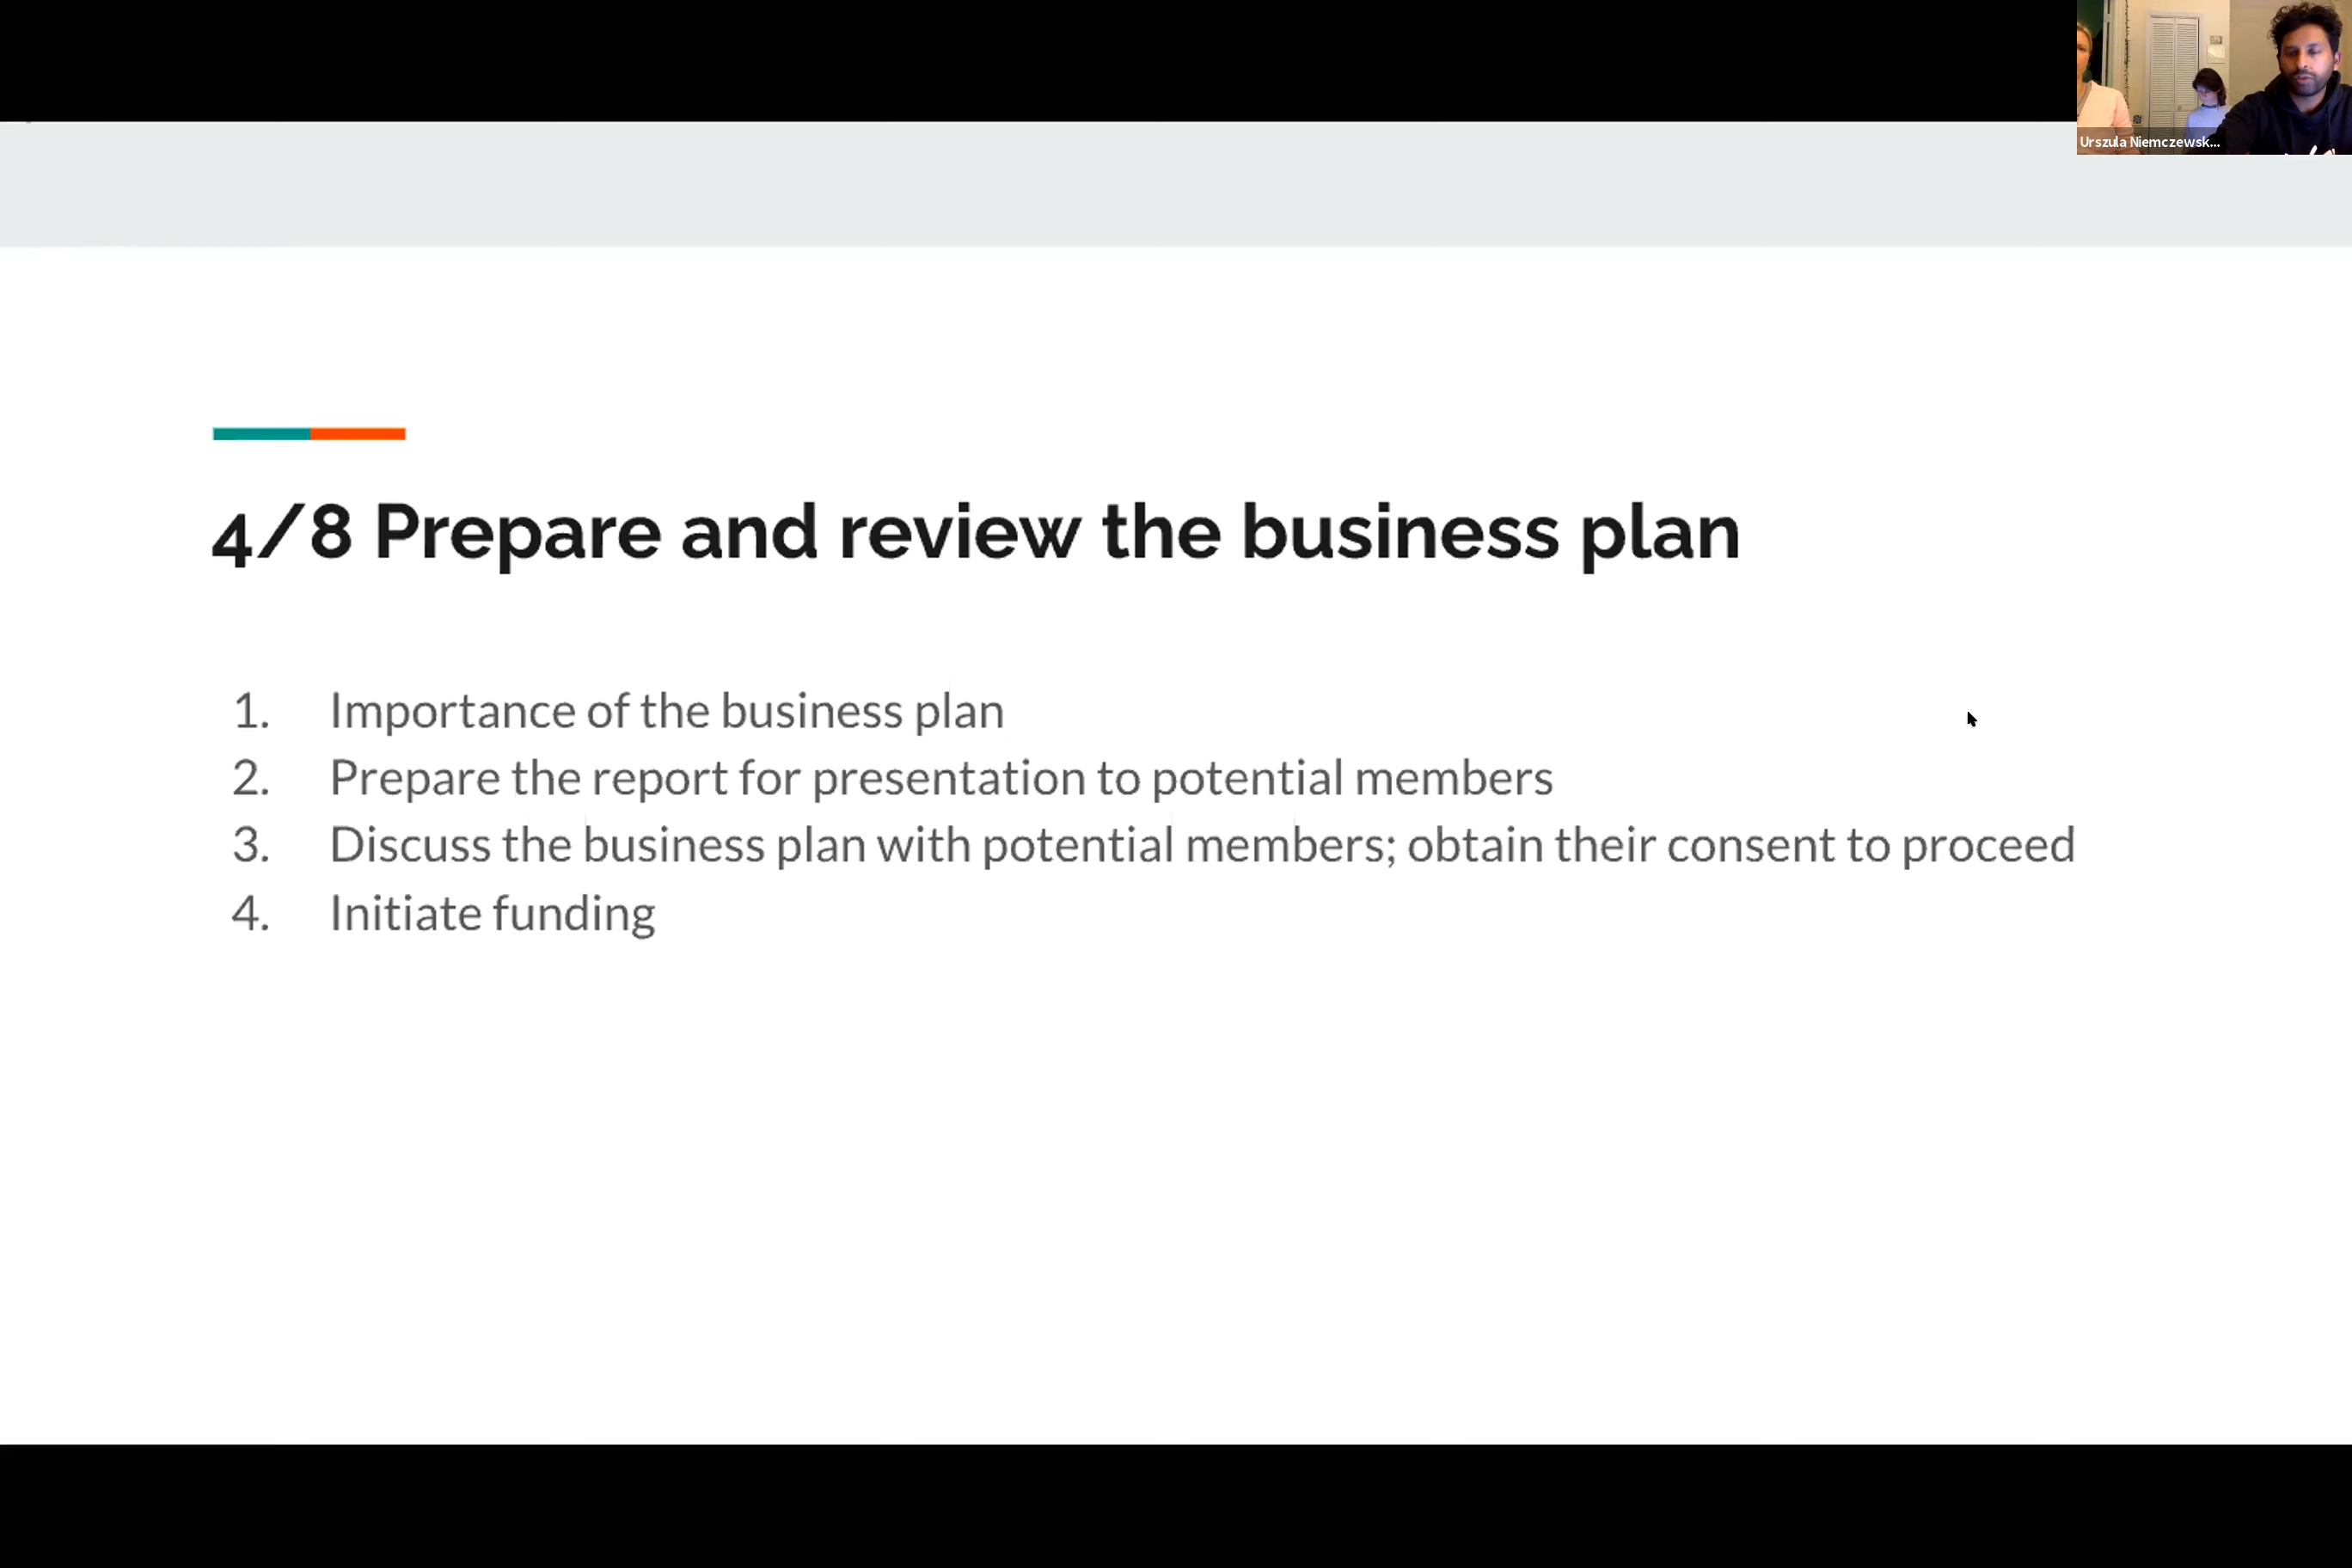 Urszula Niemczewsk...
4/8 Prepare and review the business plan
1. Importance of the business plan
2. Prepare the report for presentation to potential members
3. Discuss the business plan with potential members; obtain their consent to proceed
4. Initiate funding